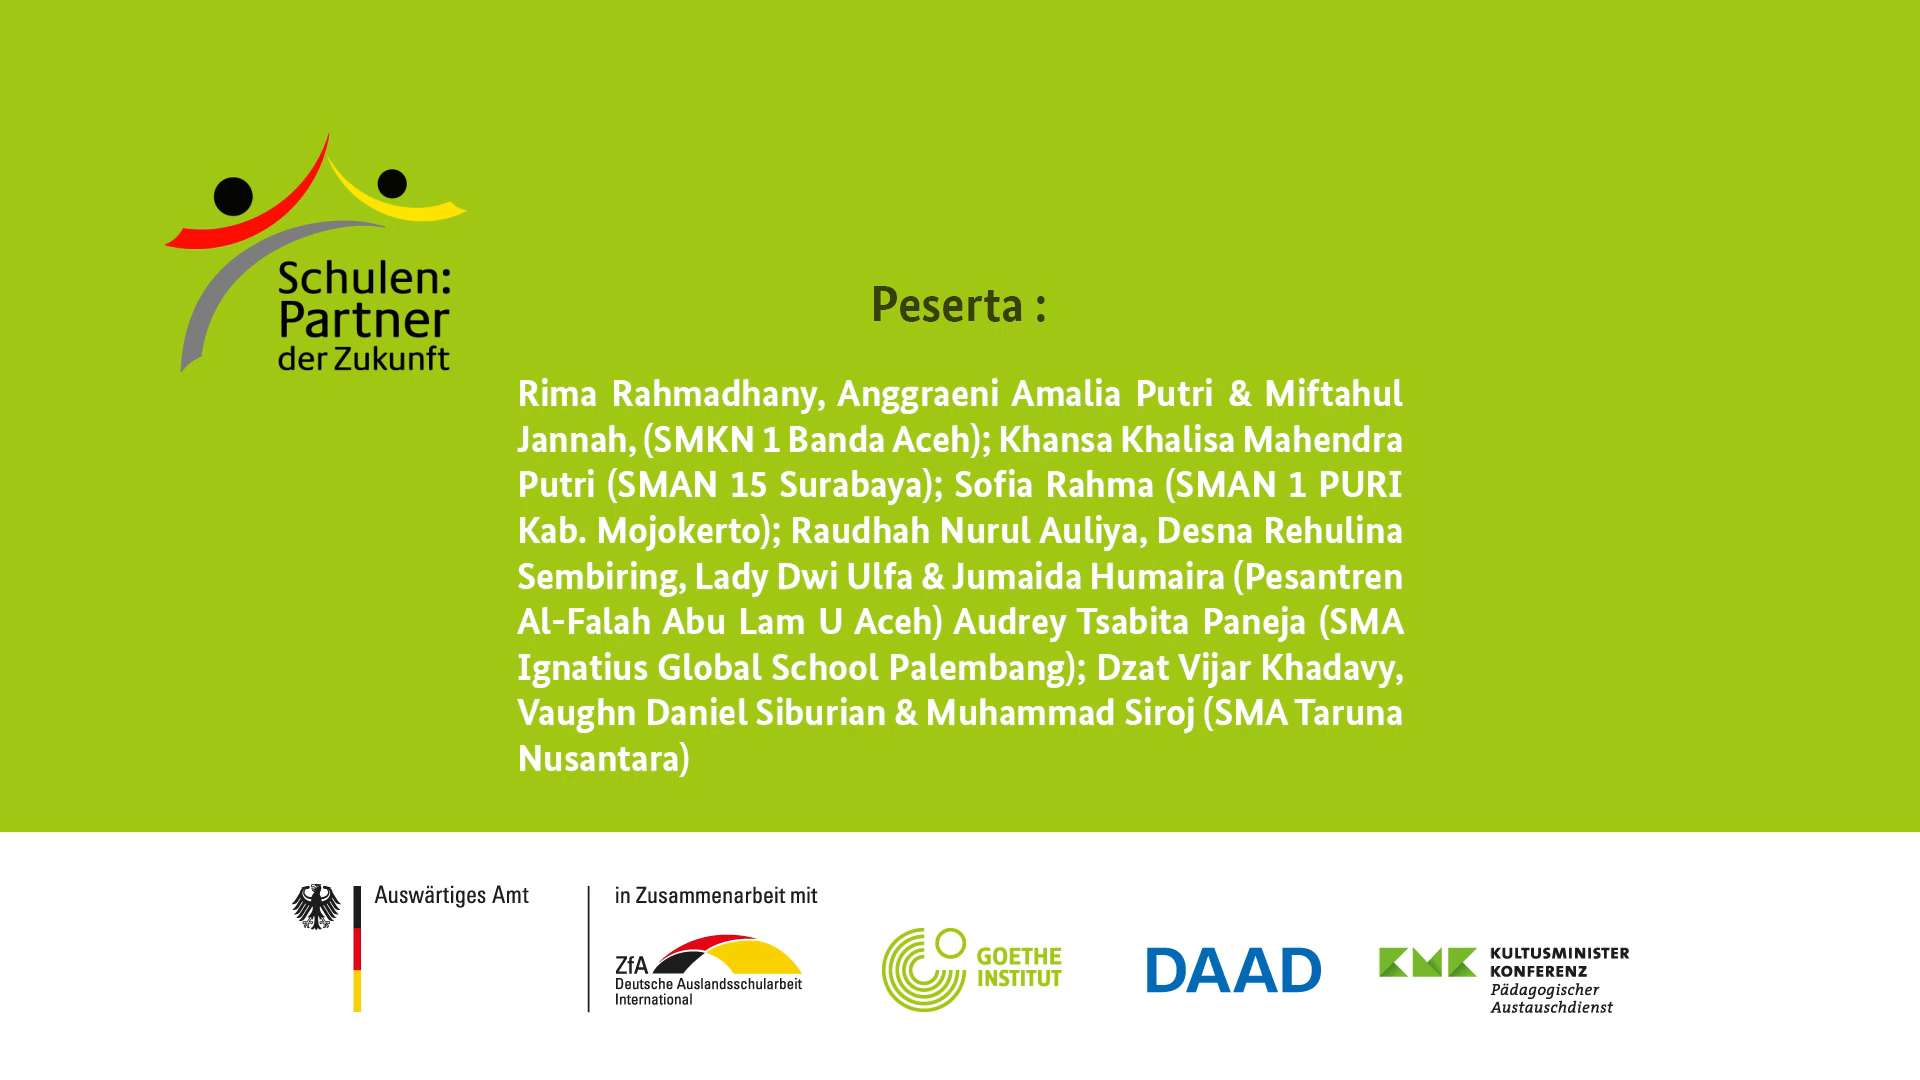 Schulen:
Partner
der Zukunft
Peserta :
Rima Rahmadhany, Anggraeni Amalia Putri & Miftahul
Jannah, (SMKN 1 Banda Aceh); Khansa Khalisa Mahendra
Putri (SMAN 15 Surabaya); Sofia Rahma (SMAN 1 PURI
Kab. Mojokerto); Raudhah Nurul Auliya, Desna Rehulina
Sembiring, Lady Dwi Ulfa & Jumaida Humaira (Pesantren
Al-Falah Abu Lam U Aceh) Audrey Tsabita Paneja (SMA
Ignatius Global School Palembang); Dzat Vijar Khadavy,
Vaughn Daniel Siburian & Muhammad Siroj (SMA Taruna
Nusantara)
Auswärtiges Amt
in Zusammenarbeit mit
ZfA
Deutsche Auslandsschularbeit
International
GOETHE
INSTITUT
DAAD
KMK
KULTUSMINISTER
KONFERENZ
Pädagogischer
Austauschdienst